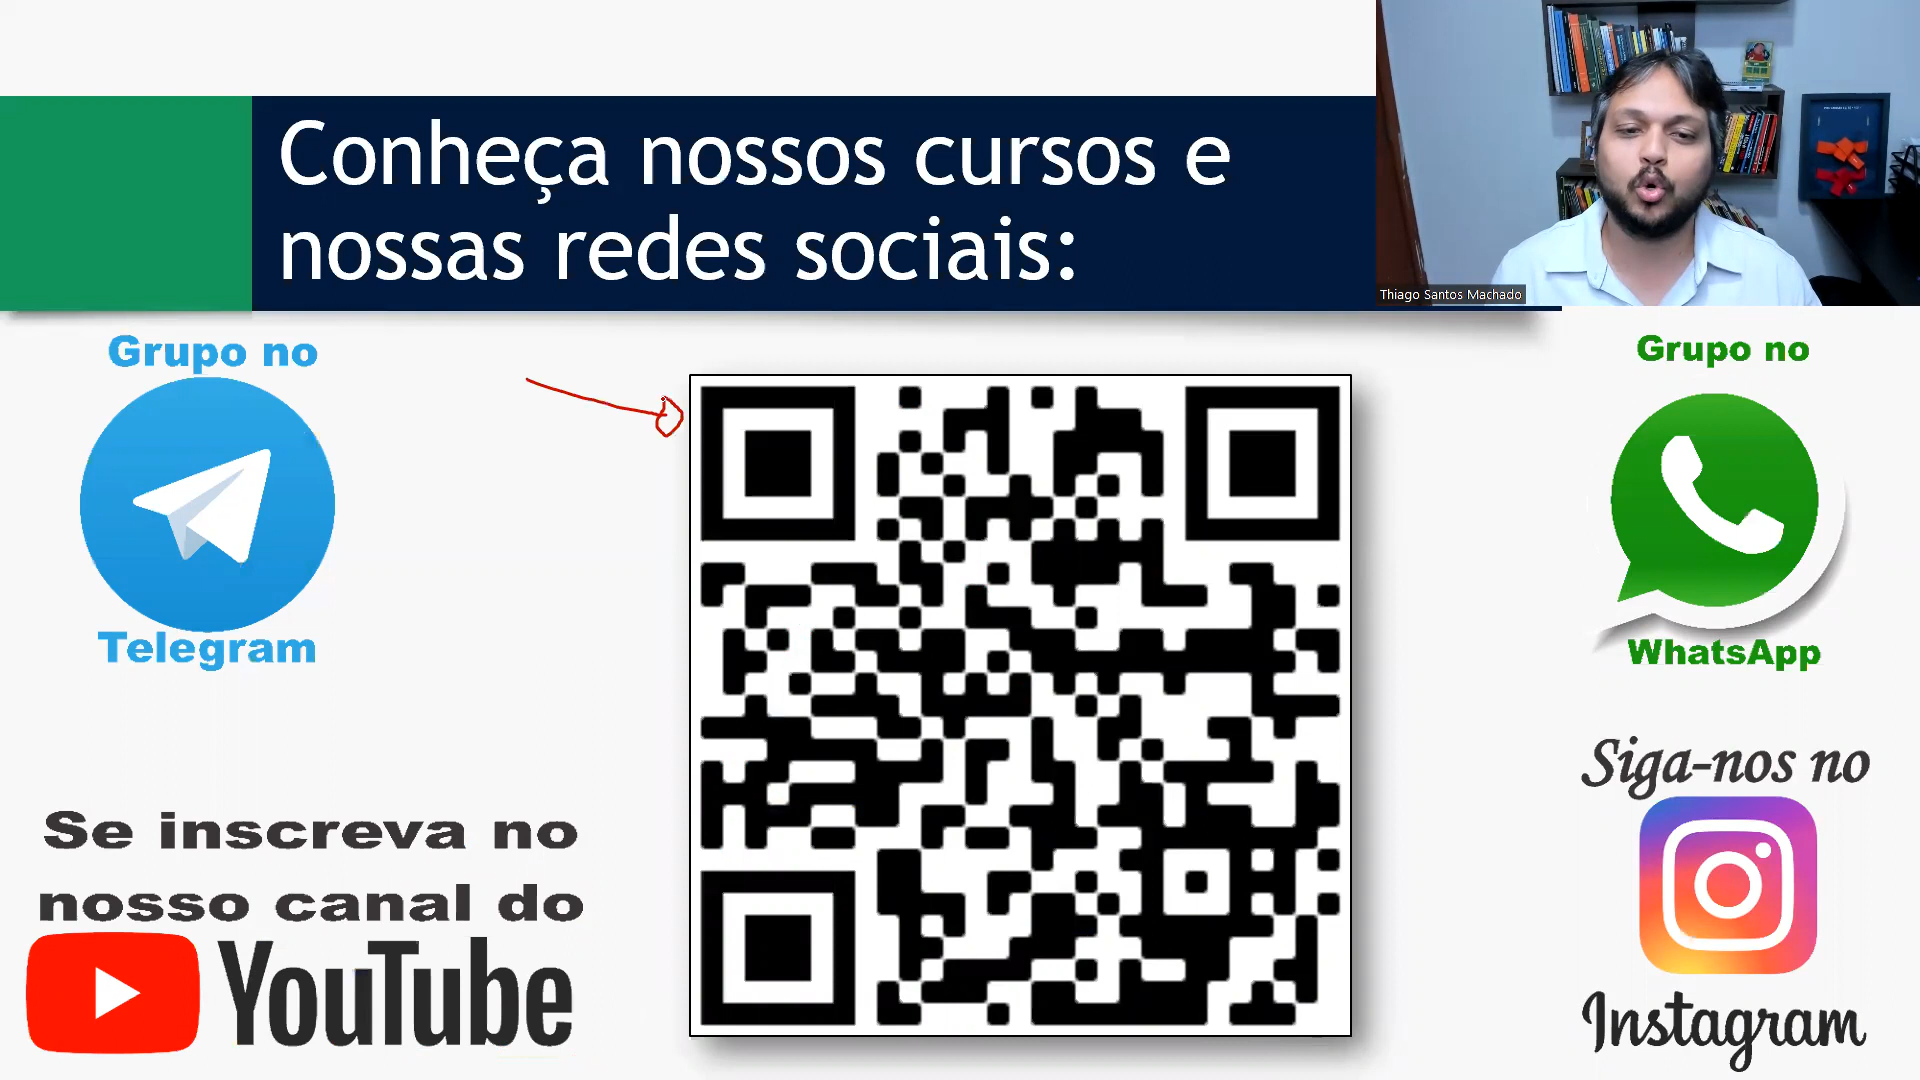 Conheça nossos cursos e
nossas redes sociais:
Thiago Santos Machado
Grupo no
Telegram
Grupo no
WhatsApp
Se inscreva no
nosso canal do
YouTube
Siga-nos no
Instagram